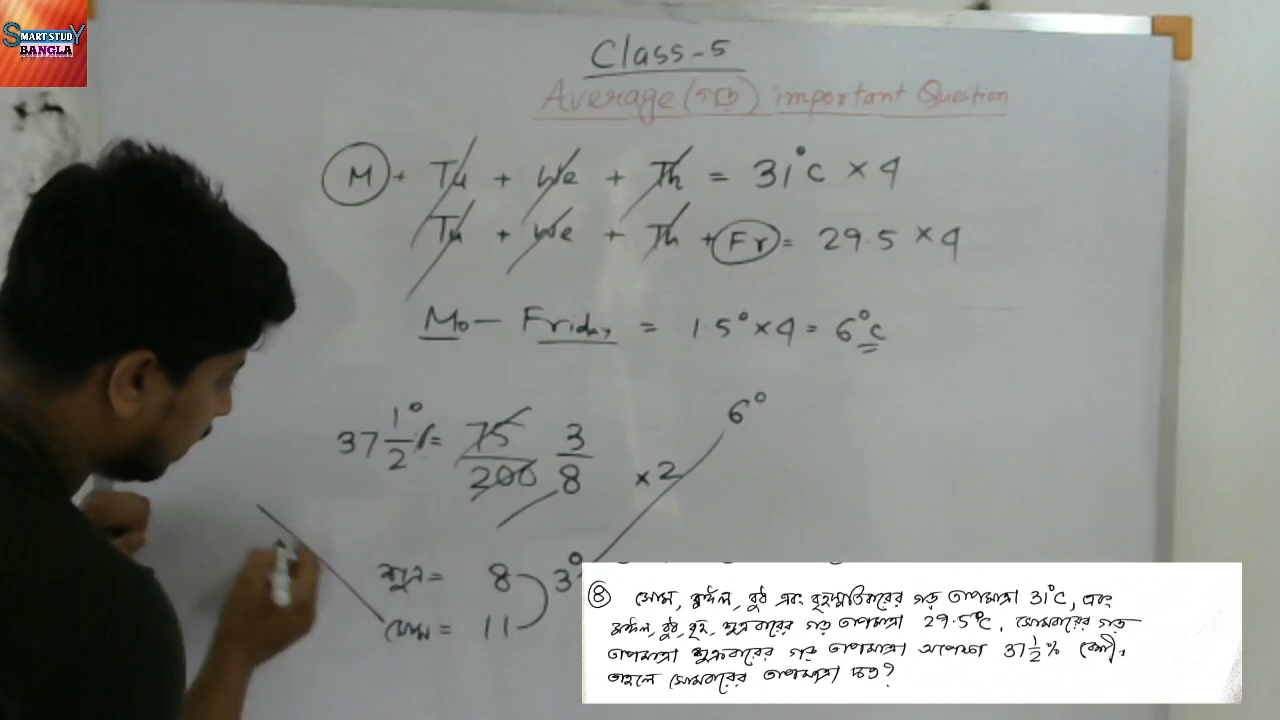 SMART STUDY
BANGLA
Class-5
Average (গড়) important Question
M + Tu + We + Th = 31°C × 4
Tu + We + Th + Fr = 29.5 × 4
Mo - Friday = 1.5° × 4 = 6°C
6°
37 1/2 % = 75/200 3/8 × 2
শুক্র = 8 3°
সোম = 11
⑧ সোম, মঙ্গল, বুধ এবং বৃহস্পতিবারের গড় তাপমাত্রা 31°C, এবং
মঙ্গল, বুধ, বৃহ, শুক্রবারের গড় তাপমাত্রা 29.5°C. সোমবারের গড়
তাপমাত্রা শুক্রবারের গড় তাপমাত্রা অপেক্ষা 37 1/2 % বেশী,
তাহলে সোমবারের তাপমাত্রা কত?